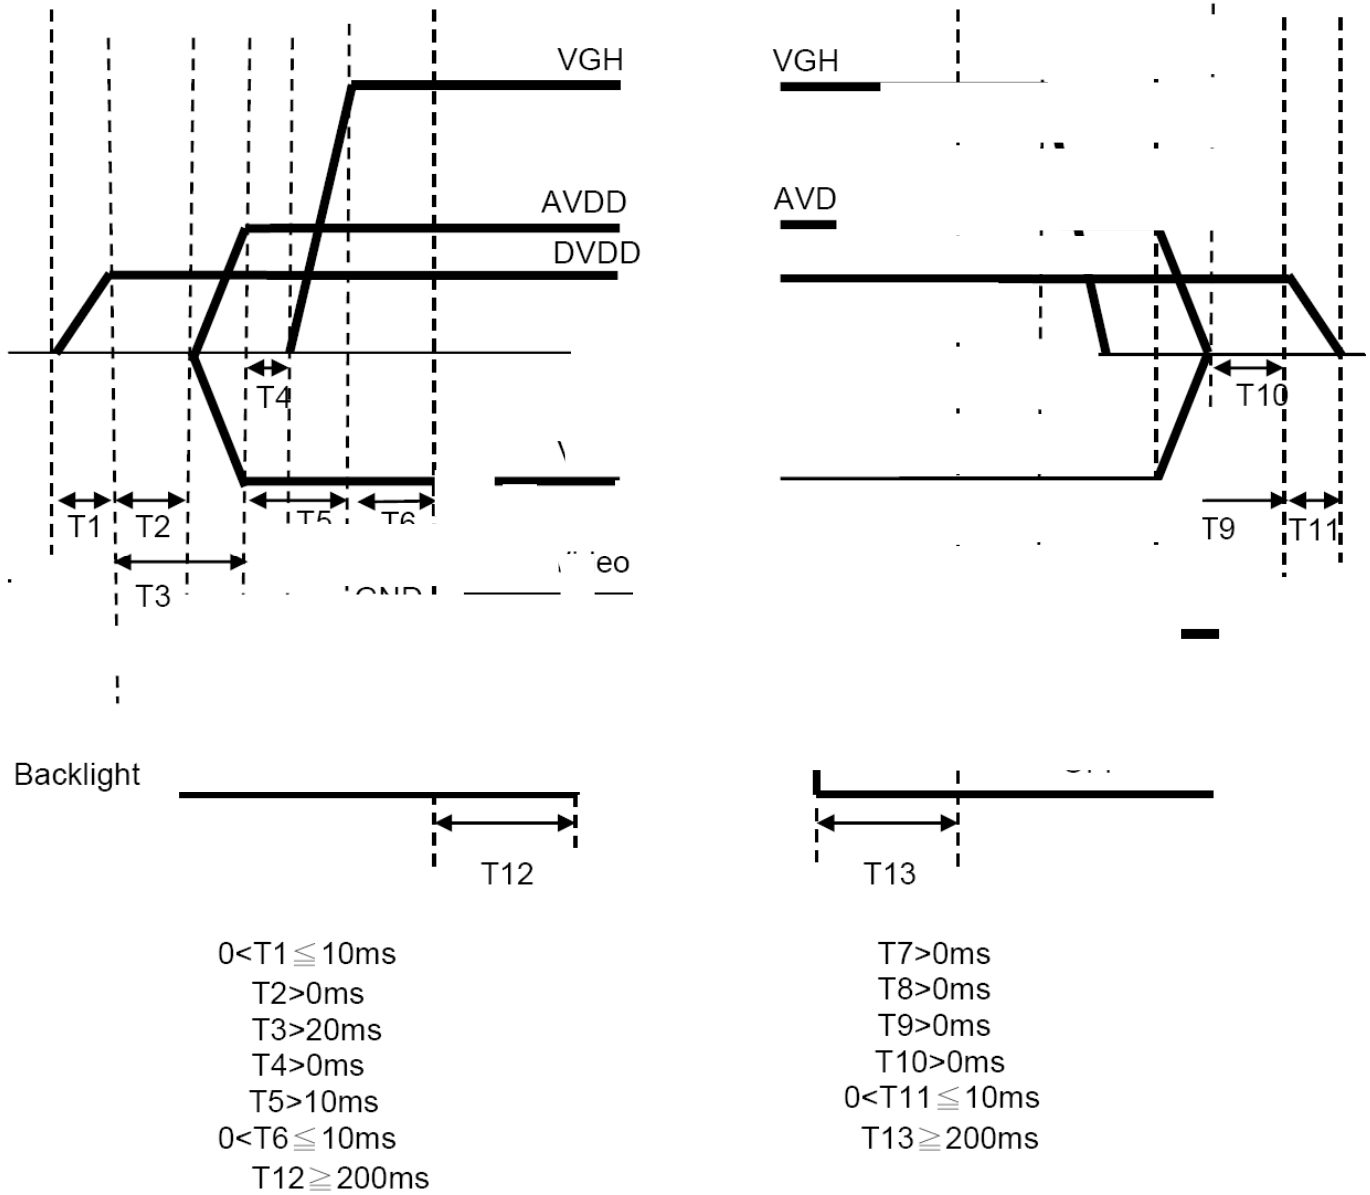 VGH
AVDD
DVDD
T4
T1 T2 T5 T6
T3
Backlight
T12
0<T1≦10ms
T2>0ms
T3>20ms
T4>0ms
T5>10ms
0<T6≦10ms
T12≧200ms
VGH
AVD
T10
T9 T11
T13
T7>0ms
T8>0ms
T9>0ms
T10>0ms
0<T11≦10ms
T13≧200ms